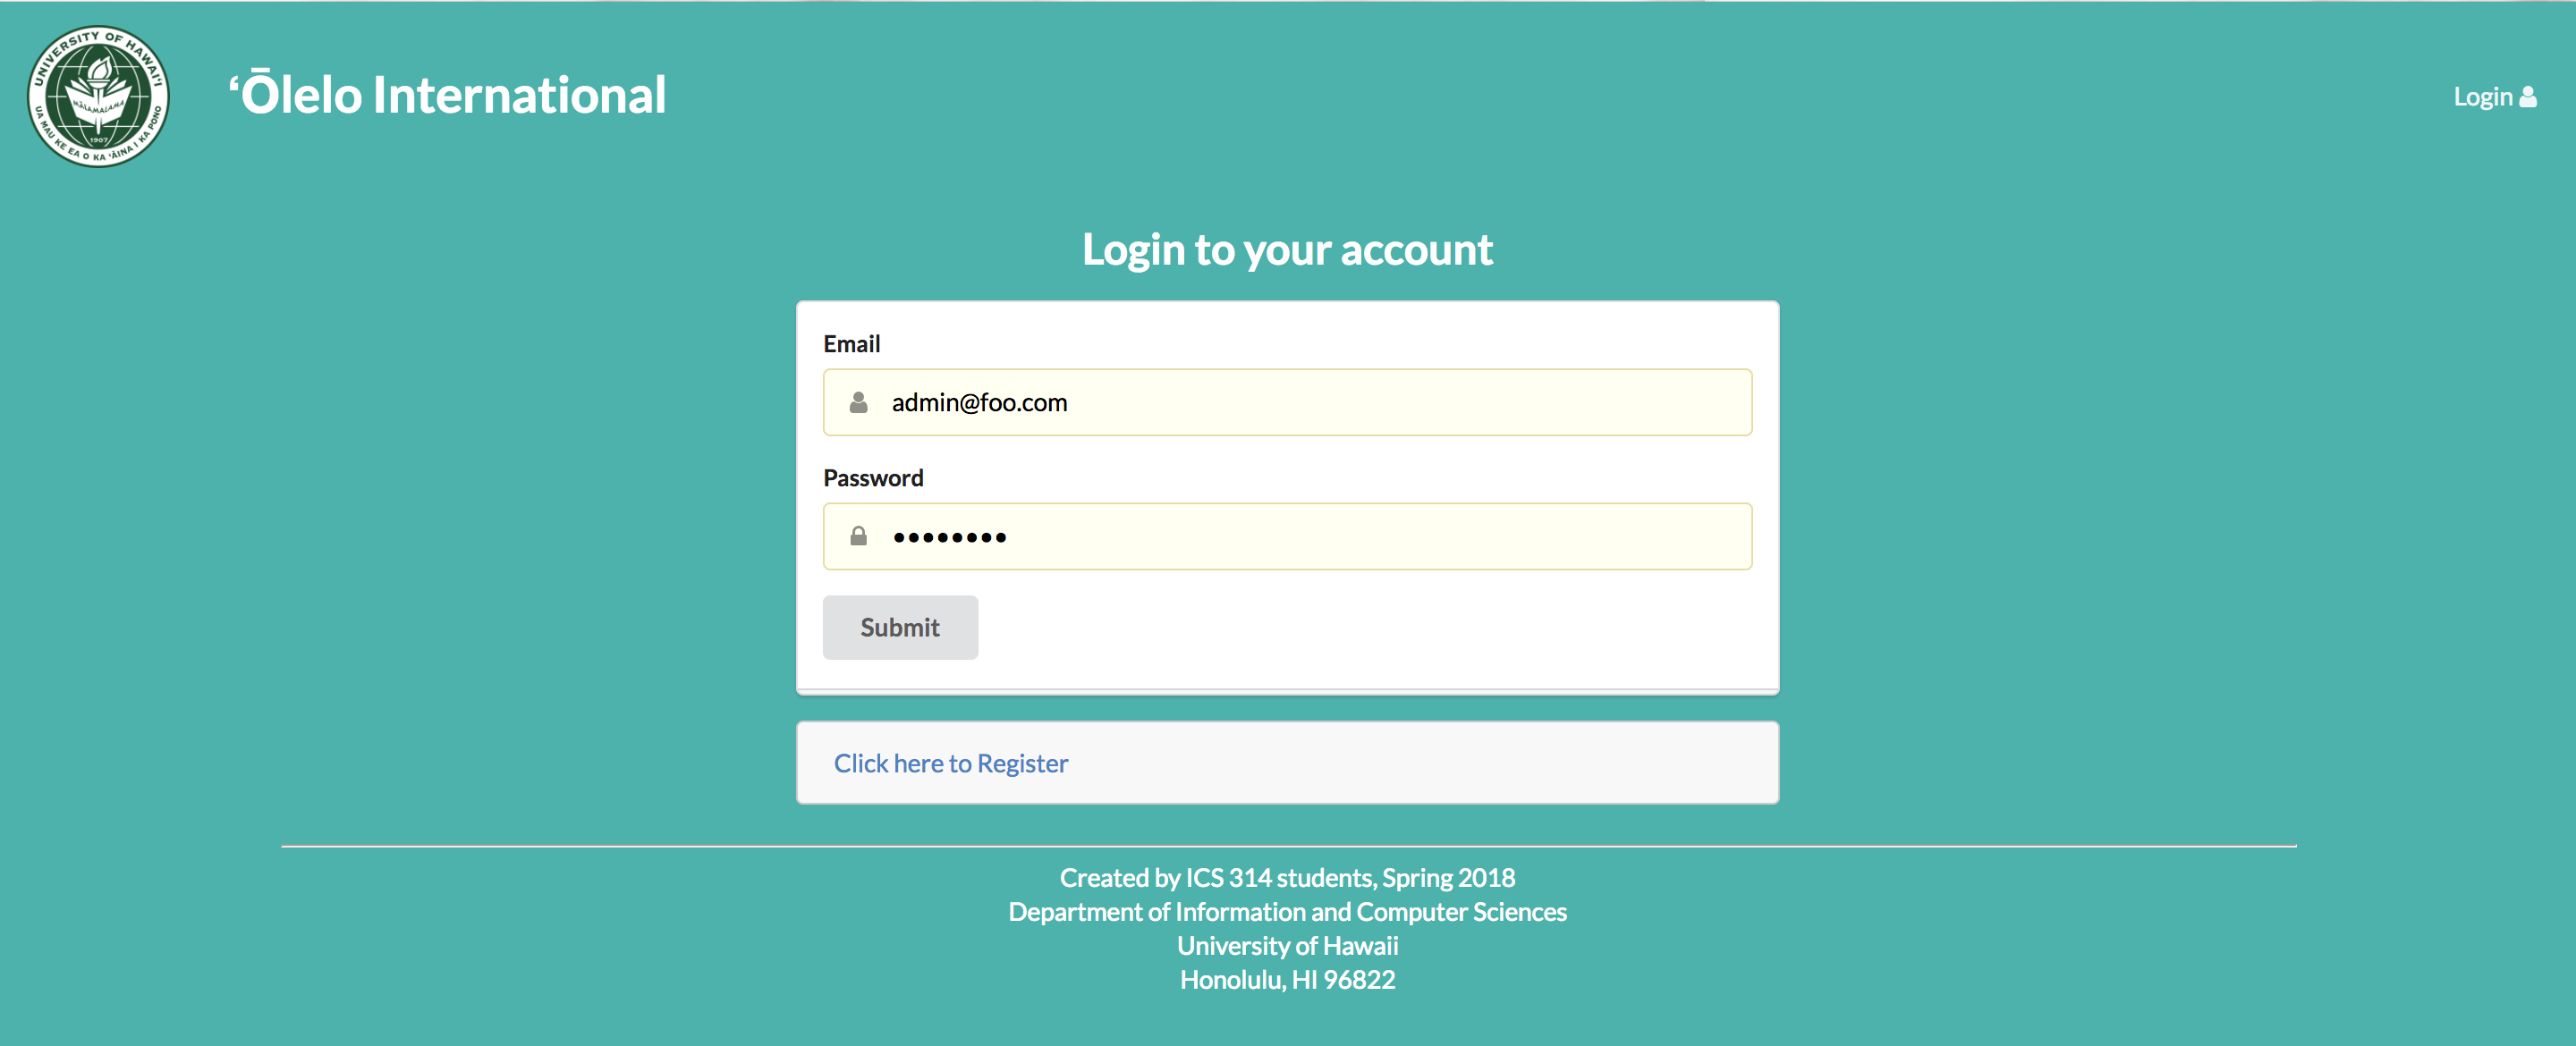 UNIVERSITY OF HAWAI'I
MĀLAMALAMA
1907
UA MAU KE EA O KA 'ĀINA I KA PONO
ʻŌlelo International
Login
Login to your account
Email
admin@foo.com
Password
••••••••
Submit
Click here to Register
Created by ICS 314 students, Spring 2018
Department of Information and Computer Sciences
University of Hawaii
Honolulu, HI 96822